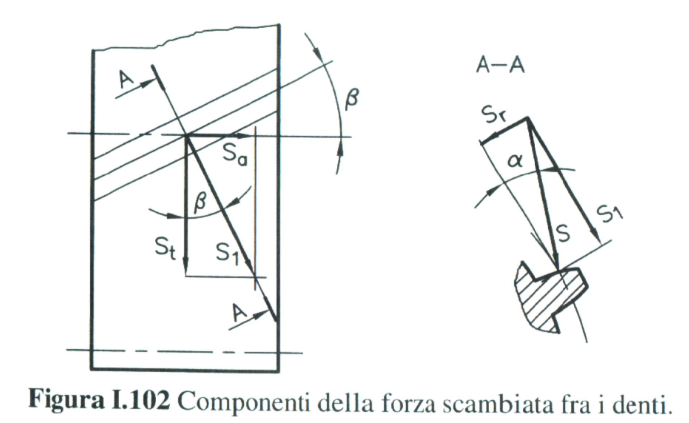 A
β
Sa
β
St
S1
A
A–A
Sr
α
S
S1
Figura I.102 Componenti della forza scambiata fra i denti.